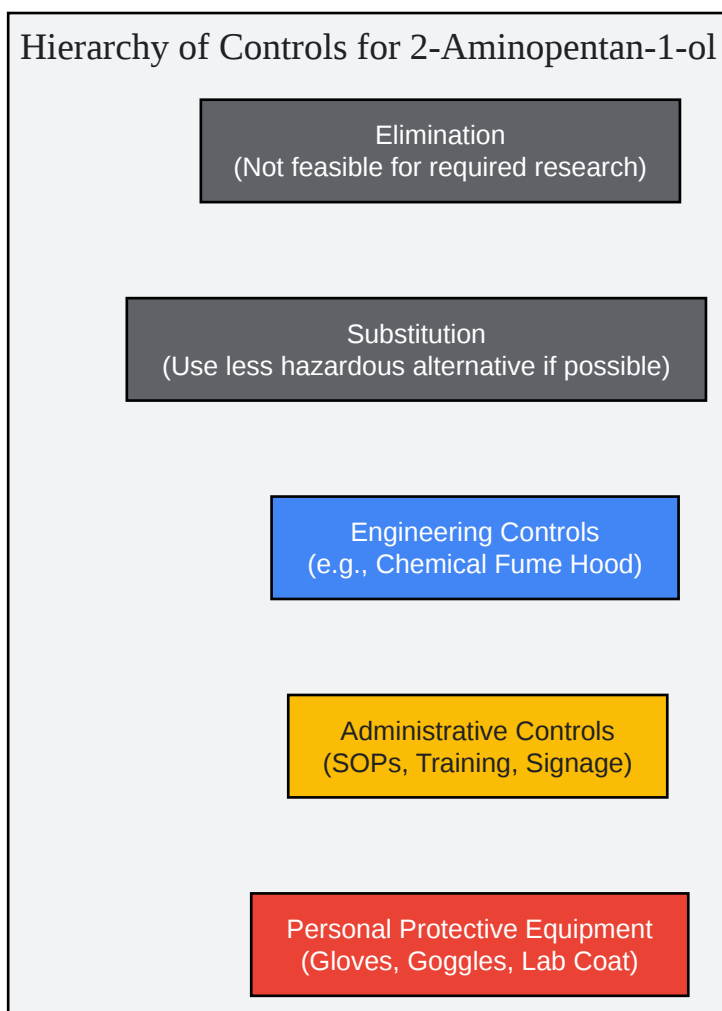 Hierarchy of Controls for 2-Aminopentan-1-ol
Elimination
(Not feasible for required research)
Substitution
(Use less hazardous alternative if possible)
Engineering Controls
(e.g., Chemical Fume Hood)
Administrative Controls
(SOPs, Training, Signage)
Personal Protective Equipment
(Gloves, Goggles, Lab Coat)